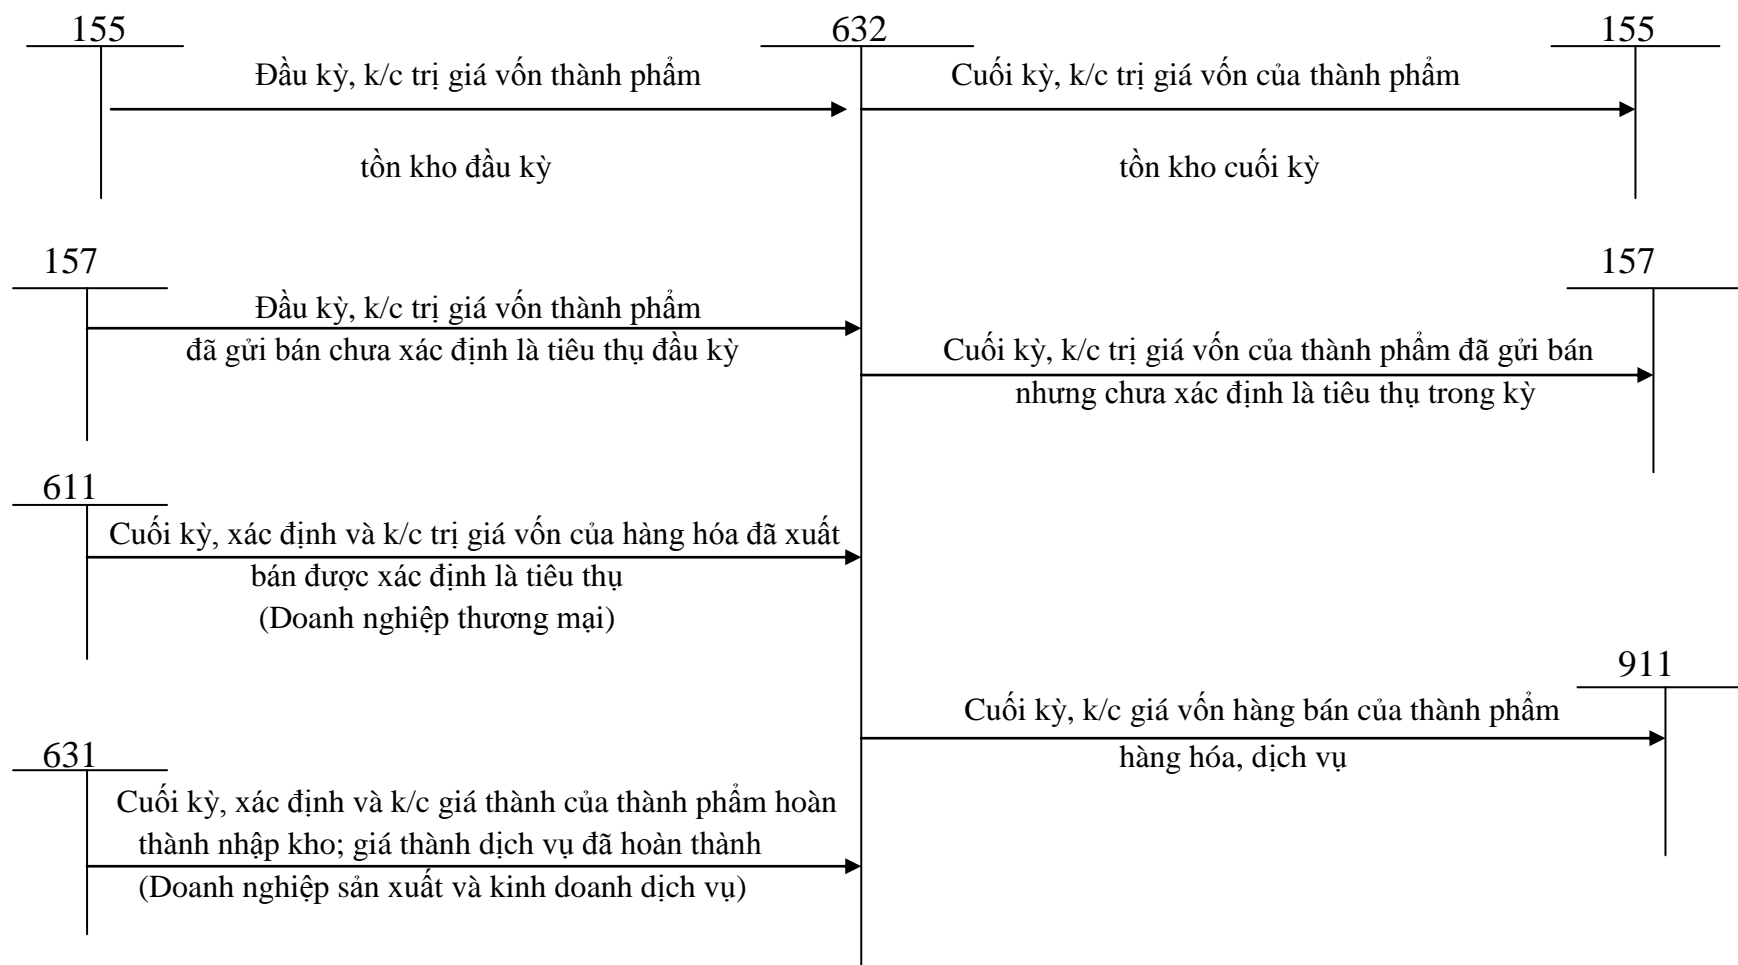 155
632
155
Đầu kỳ, k/c trị giá vốn thành phẩm
tồn kho đầu kỳ
Cuối kỳ, k/c trị giá vốn của thành phẩm
tồn kho cuối kỳ
157
157
Đầu kỳ, k/c trị giá vốn thành phẩm
đã gửi bán chưa xác định là tiêu thụ đầu kỳ
Cuối kỳ, k/c trị giá vốn của thành phẩm đã gửi bán
nhưng chưa xác định là tiêu thụ trong kỳ
611
Cuối kỳ, xác định và k/c trị giá vốn của hàng hóa đã xuất
bán được xác định là tiêu thụ
(Doanh nghiệp thương mại)
911
Cuối kỳ, k/c giá vốn hàng bán của thành phẩm
hàng hóa, dịch vụ
631
Cuối kỳ, xác định và k/c giá thành của thành phẩm hoàn
thành nhập kho; giá thành dịch vụ đã hoàn thành
(Doanh nghiệp sản xuất và kinh doanh dịch vụ)